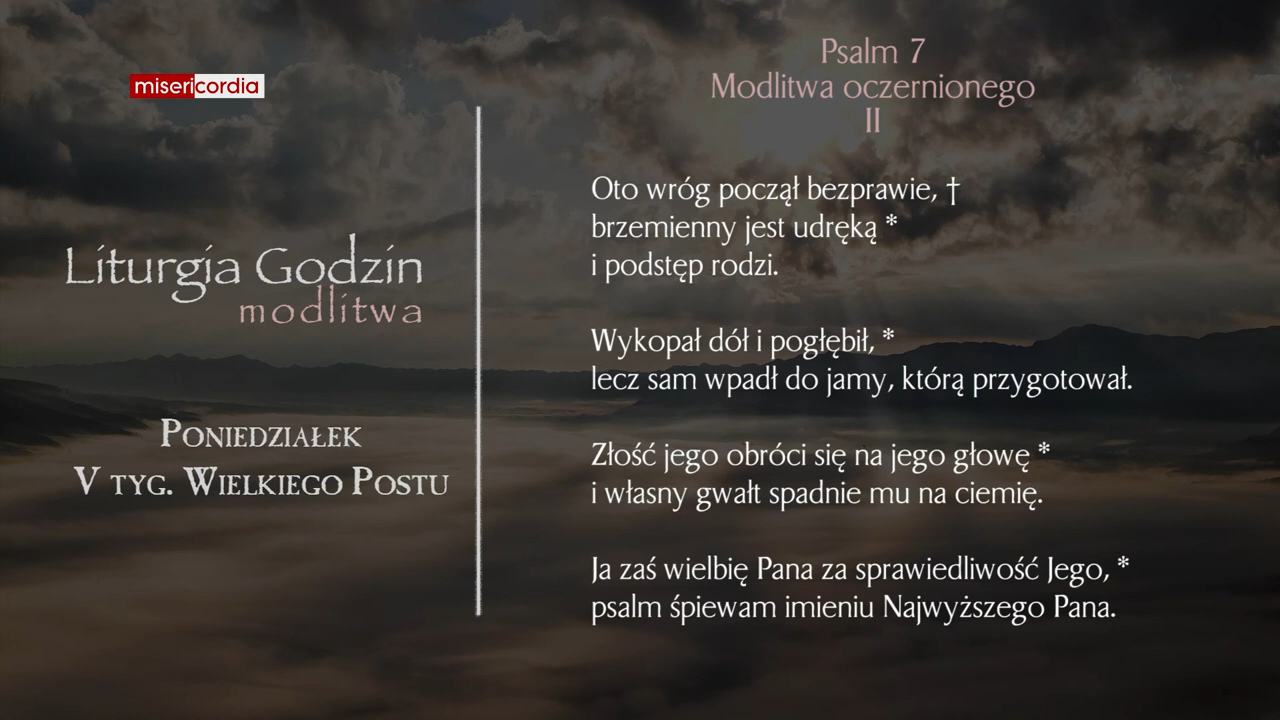 misericordia
Liturgia Godzin
modlitwa
Poniedziałek
V tyg. Wielkiego Postu
Psalm 7
Modlitwa oczernionego
II
Oto wróg począł bezprawie, †
brzemienny jest udręką *
i podstęp rodzi.
Wykopał dół i pogłębił, *
lecz sam wpadł do jamy, którą przygotował.
Złość jego obróci się na jego głowę *
i własny gwałt spadnie mu na ciemię.
Ja zaś wielbię Pana za sprawiedliwość Jego, *
psalm śpiewam imieniu Najwyższego Pana.